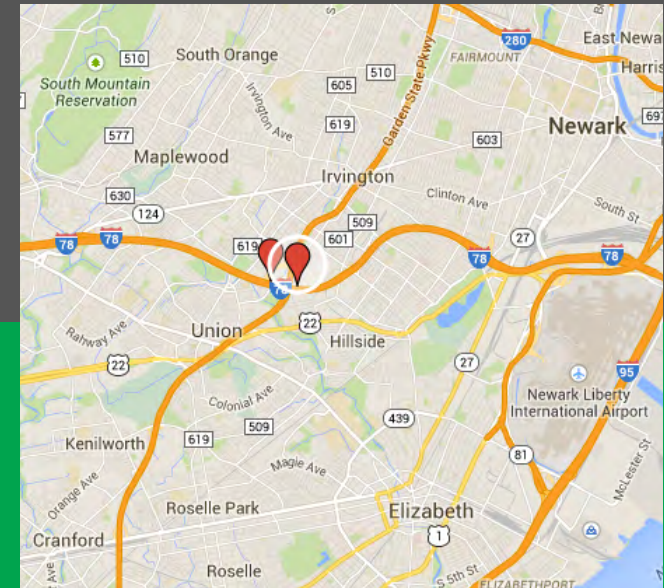 280
East Newa
510
South Orange
FAIRMOUNT
Harris
South Mountain
Reservation
605
510
Garden State Pkwy
Irvington Ave
619
Newark
577
603
Maplewood
Irvington
630
Clinton Ave
124
South St
509
78
78
619
601
27
78
78
78
Rahway Ave
Union
22
Hillside
22
27
95
Newark Liberty
International Airport
Colonial Ave
439
509
619
Kenilworth
81
McLester St
Magie Ave
Orange Ave
Roselle Park
Elizabeth
Cranford
1
Roselle
S 5th St
ELIZABETHPORT
Ave